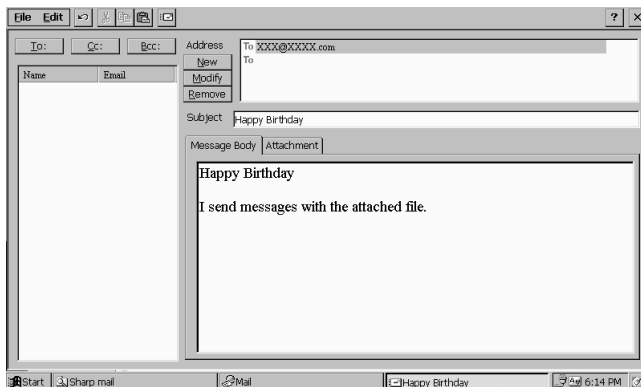 File Edit ?
To: Cc: Bcc:
Name Email
Address To XXX@XXXX.com
New To
Modify
Remove
Subject Happy Birthday
Message Body Attachment
Happy Birthday
I send messages with the attached file.
Start Sharp mail Mail Happy Birthday 6:14 PM